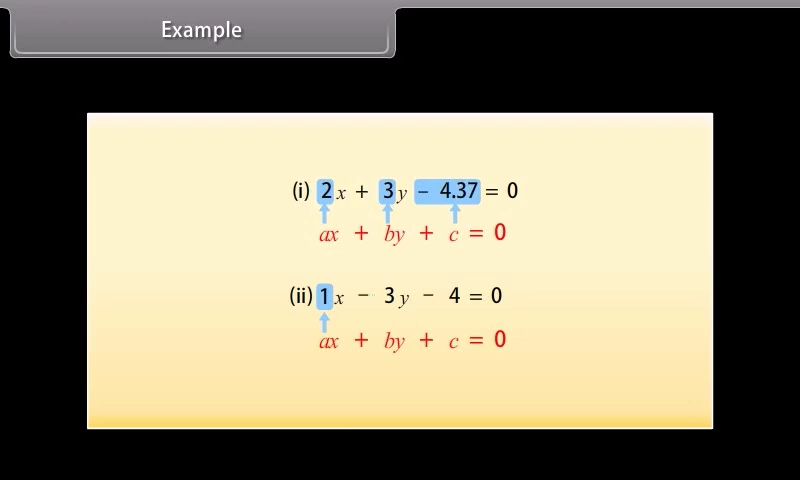 Example
(i) 2x + 3y – 4.37 = 0
ax + by + c = 0
(ii) 1x – 3y – 4 = 0
ax + by + c = 0